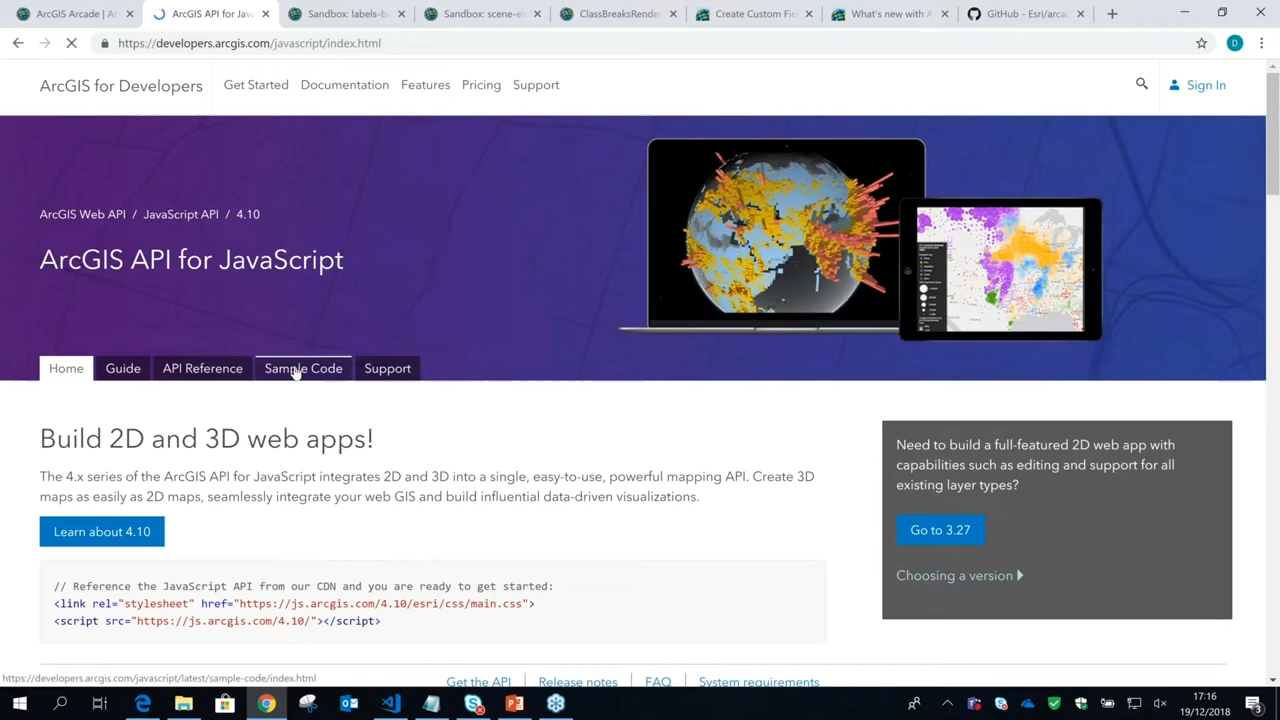 ArcGIS Arcade | Ar
ArcGIS API for Jav
Sandbox: labels-ba
Sandbox: scene-el
ClassBreaksRende
Create Custom Fie
What's new with A
GitHub - Esri/arca
https://developers.arcgis.com/javascript/index.html
D
ArcGIS for Developers
Get Started
Documentation
Features
Pricing
Support
Sign In
ArcGIS Web API / JavaScript API / 4.10
ArcGIS API for JavaScript
Home
Guide
API Reference
Sample Code
Support
Build 2D and 3D web apps!
The 4.x series of the ArcGIS API for JavaScript integrates 2D and 3D into a single, easy-to-use, powerful mapping API. Create 3D
maps as easily as 2D maps, seamlessly integrate your web GIS and build influential data-driven visualizations.
Learn about 4.10
Need to build a full-featured 2D web app with
capabilities such as editing and support for all
existing layer types?
Go to 3.27
Choosing a version
// Reference the JavaScript API from our CDN and you are ready to get started:
<link rel="stylesheet" href="https://js.arcgis.com/4.10/esri/css/main.css">
<script src="https://js.arcgis.com/4.10/"></script>
https://developers.arcgis.com/javascript/latest/sample-code/index.html
Get the API
Release notes
FAQ
System requirements
17:16
19/12/2018
3